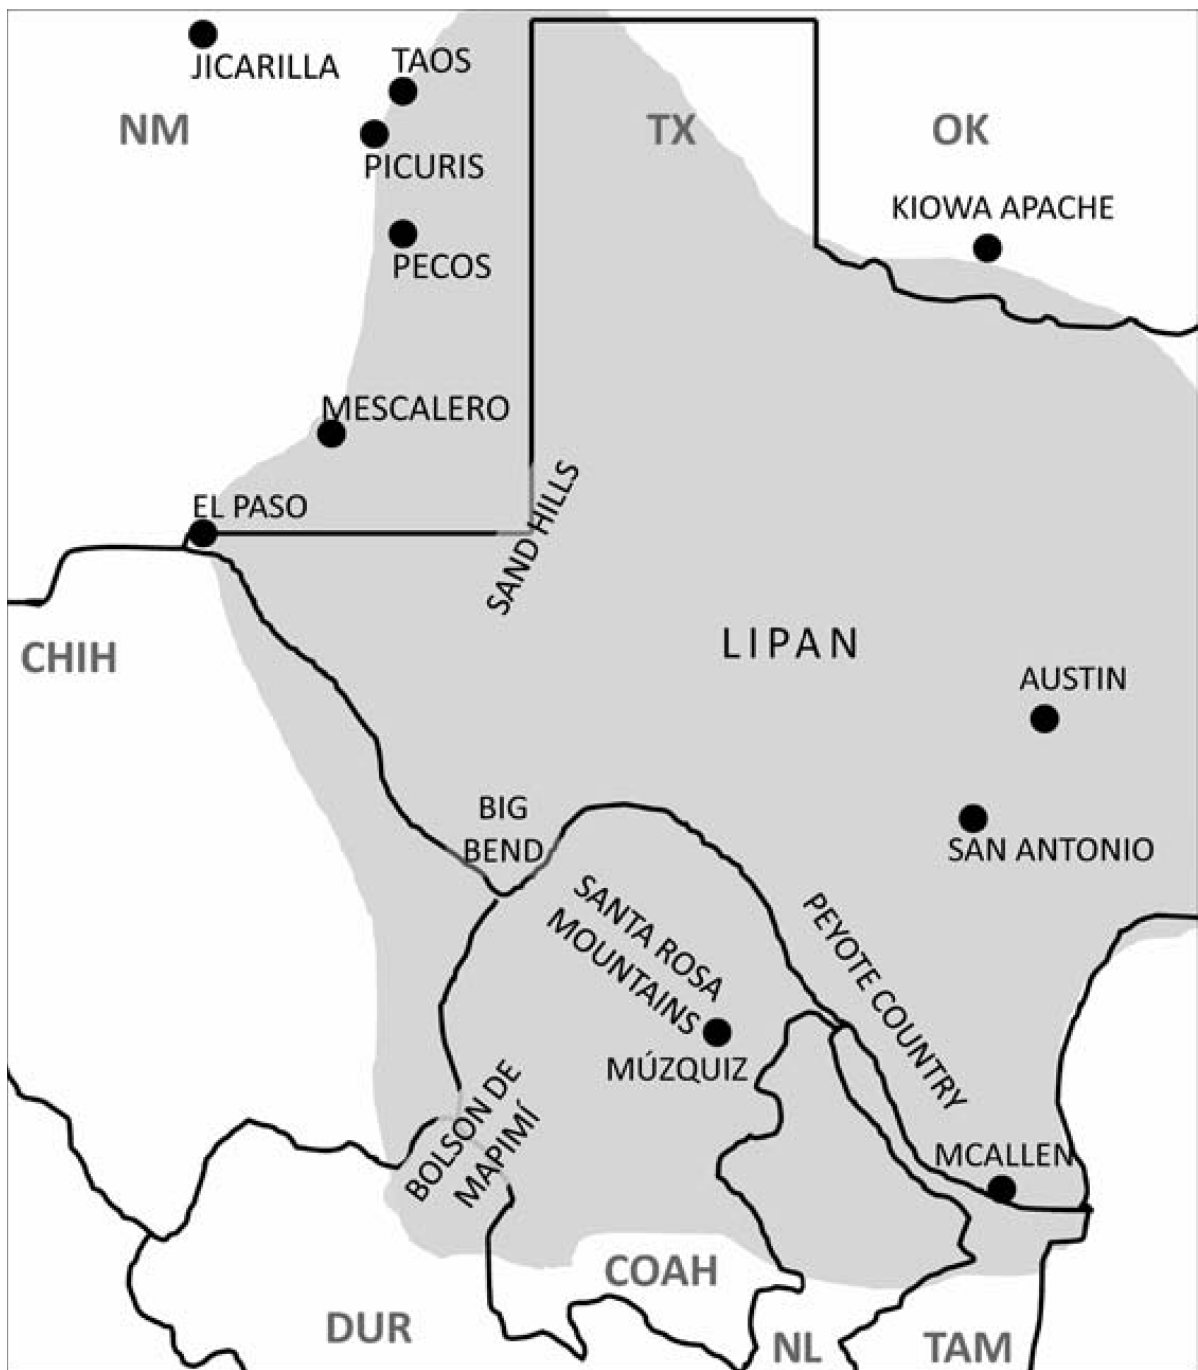 JICARILLA
TAOS
NM
TX
OK
PICURIS
KIOWA APACHE
PECOS
MESCALERO
EL PASO
SAND HILLS
CHIH
LIPAN
AUSTIN
BIG
BEND
SAN ANTONIO
SANTA ROSA
MOUNTAINS
PEYOTE COUNTRY
MÚZQUIZ
BOLSON DE
MAPIMÍ
MCALLEN
COAH
DUR
NL
TAM